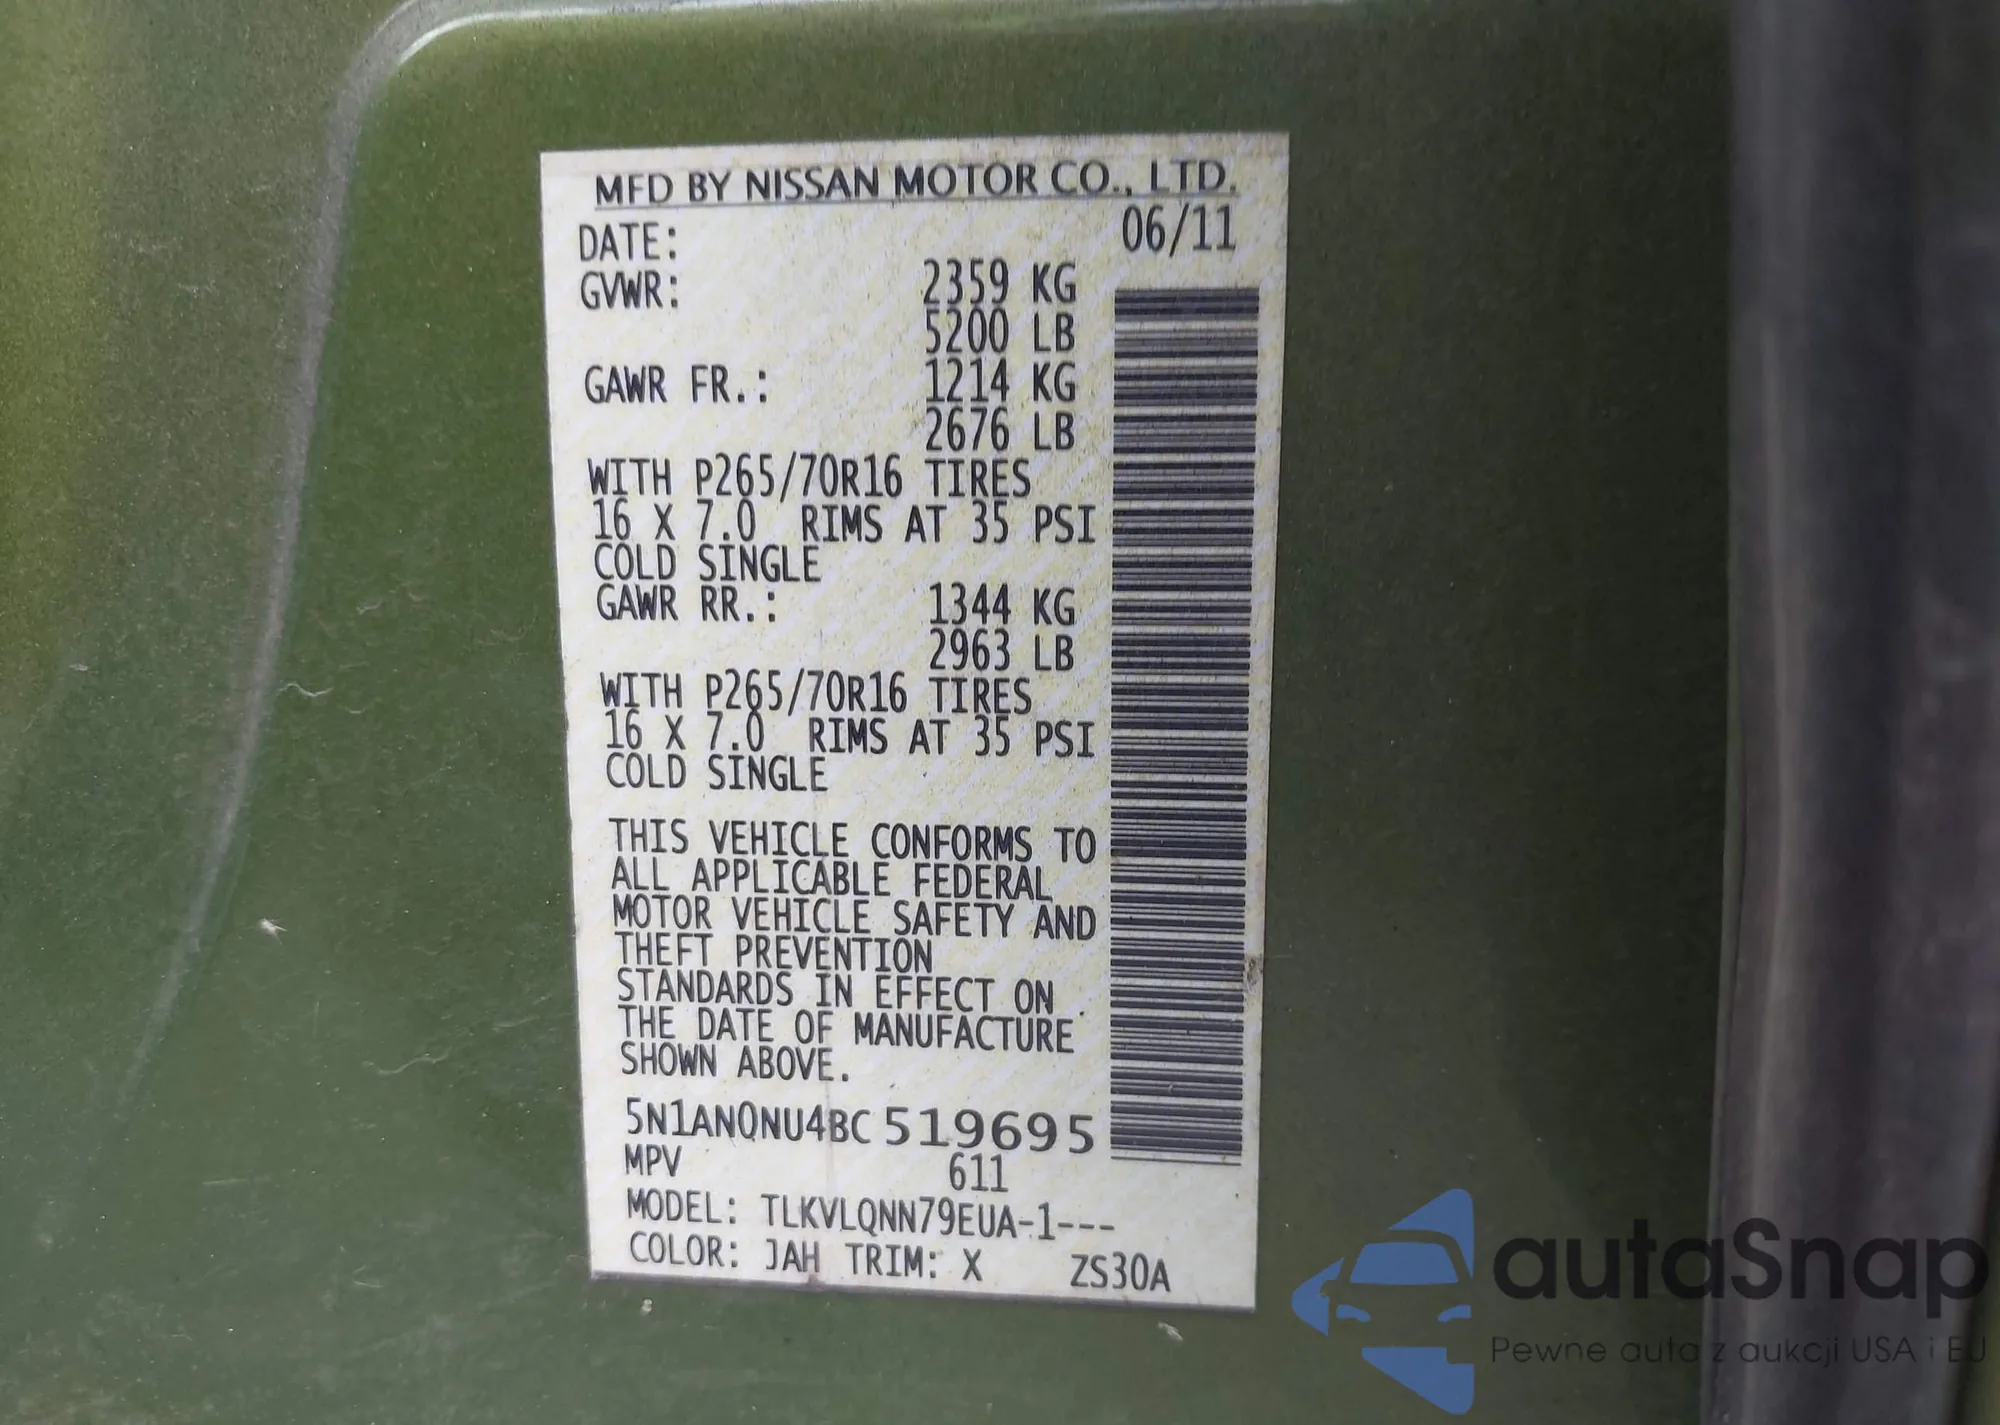 MFD BY NISSAN MOTOR CO., LTD.
DATE: 06/11
GVWR: 2359 KG
5200 LB
GAWR FR.: 1214 KG
2676 LB
WITH P265/70R16 TIRES
16 X 7.0 RIMS AT 35 PSI
COLD SINGLE
GAWR RR.: 1344 KG
2963 LB
WITH P265/70R16 TIRES
16 X 7.0 RIMS AT 35 PSI
COLD SINGLE
THIS VEHICLE CONFORMS TO
ALL APPLICABLE FEDERAL
MOTOR VEHICLE SAFETY AND
THEFT PREVENTION
STANDARDS IN EFFECT ON
THE DATE OF MANUFACTURE
SHOWN ABOVE.
5N1AN0NU4BC519695
MPV 611
MODEL: TLKVLQNN79EUA-1---
COLOR: JAH TRIM: X ZS30A
autaSnap
Pewne auta z aukcji USA i EU